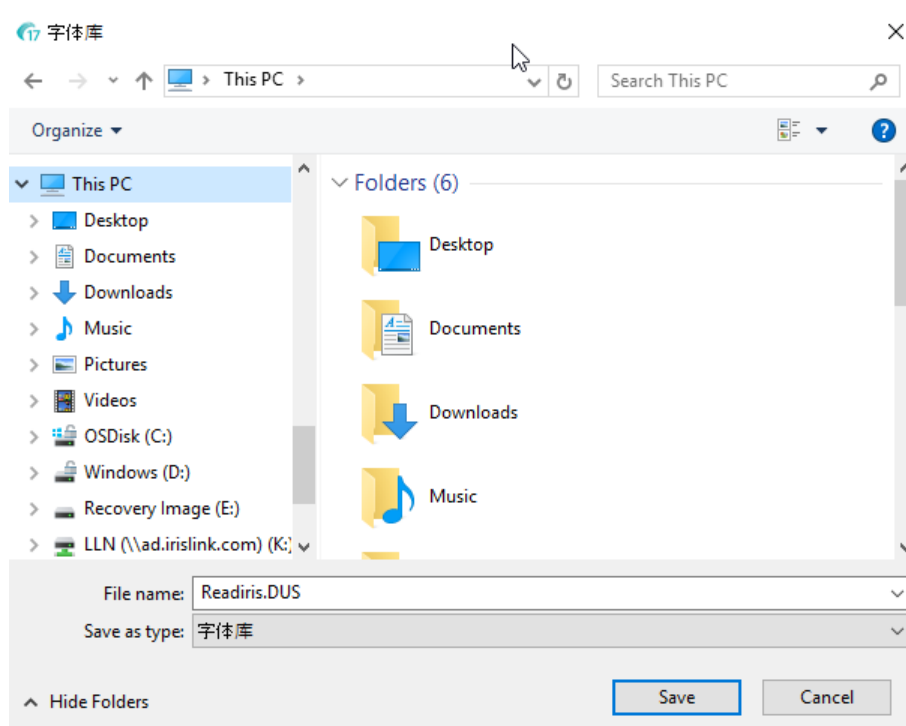 17 字体库
This PC
Search This PC
Organize
?
This PC
Desktop
Documents
Downloads
Music
Pictures
Videos
OSDisk (C:)
Windows (D:)
Recovery Image (E:)
LLN (\\ad.irislink.com) (K:)
Folders (6)
Desktop
Documents
Downloads
Music
File name: Readiris.DUS
Save as type: 字体库
Hide Folders
Save
Cancel